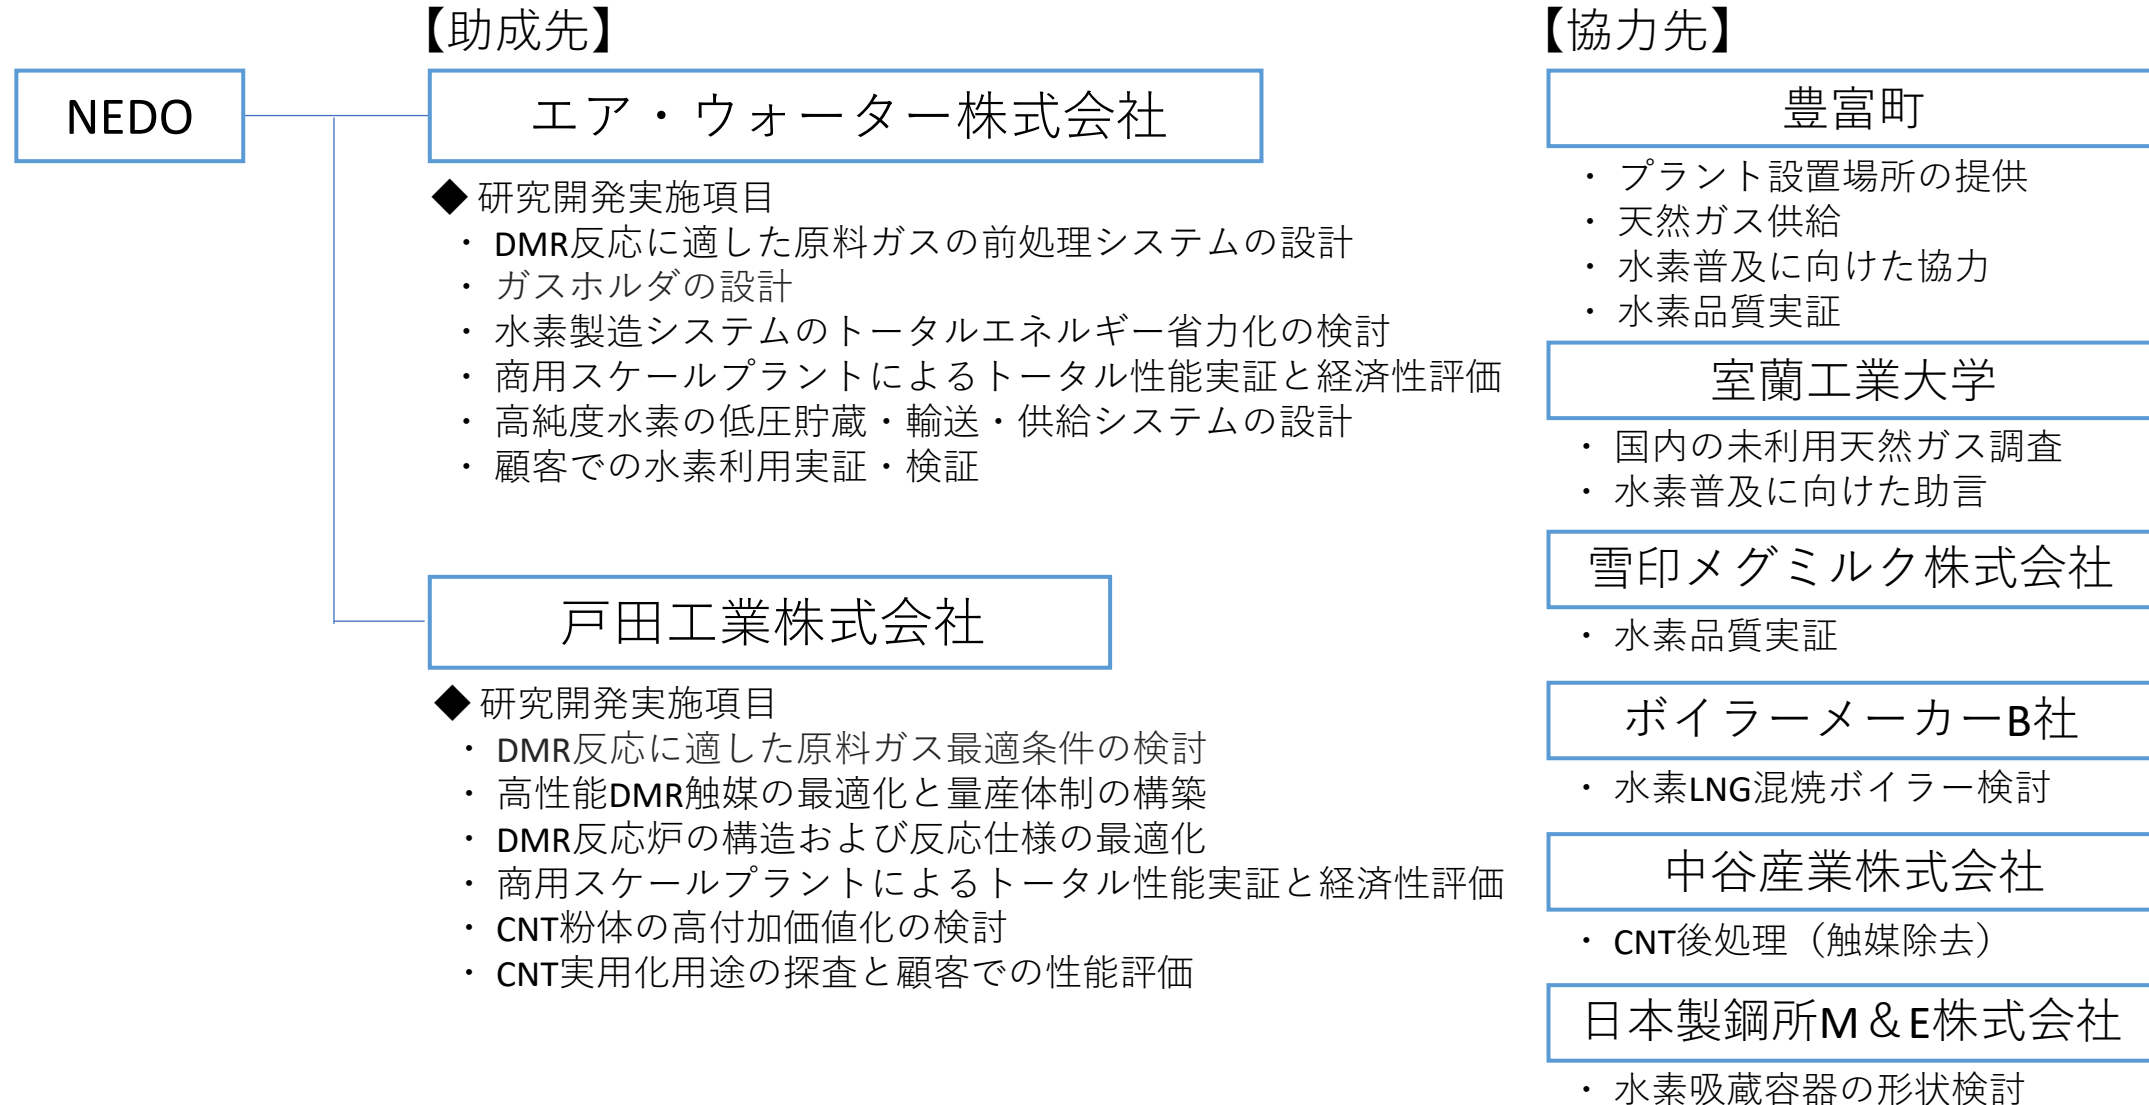 【助成先】
NEDO
エア・ウォーター株式会社
◆ 研究開発実施項目
・ DMR反応に適した原料ガスの前処理システムの設計
・ ガスホルダの設計
・ 水素製造システムのトータルエネルギー省力化の検討
・ 商用スケールプラントによるトータル性能実証と経済性評価
・ 高純度水素の低圧貯蔵・輸送・供給システムの設計
・ 顧客での水素利用実証・検証
戸田工業株式会社
◆ 研究開発実施項目
・ DMR反応に適した原料ガス最適条件の検討
・ 高性能DMR触媒の最適化と量産体制の構築
・ DMR反応炉の構造および反応仕様の最適化
・ 商用スケールプラントによるトータル性能実証と経済性評価
・ CNT粉体の高付加価値化の検討
・ CNT実用化用途の探査と顧客での性能評価
【協力先】
豊富町
・ プラント設置場所の提供
・ 天然ガス供給
・ 水素普及に向けた協力
・ 水素品質実証
室蘭工業大学
・ 国内の未利用天然ガス調査
・ 水素普及に向けた助言
雪印メグミルク株式会社
・ 水素品質実証
ボイラーメーカーB社
・ 水素LNG混焼ボイラー検討
中谷産業株式会社
・ CNT後処理（触媒除去）
日本製鋼所M＆E株式会社
・ 水素吸蔵容器の形状検討